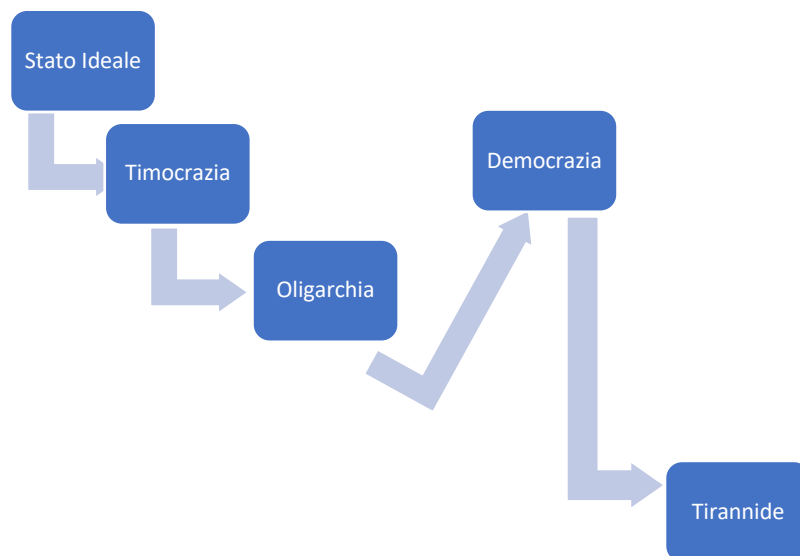 Stato Ideale
Timocrazia
Oligarchia
Democrazia
Tirannide